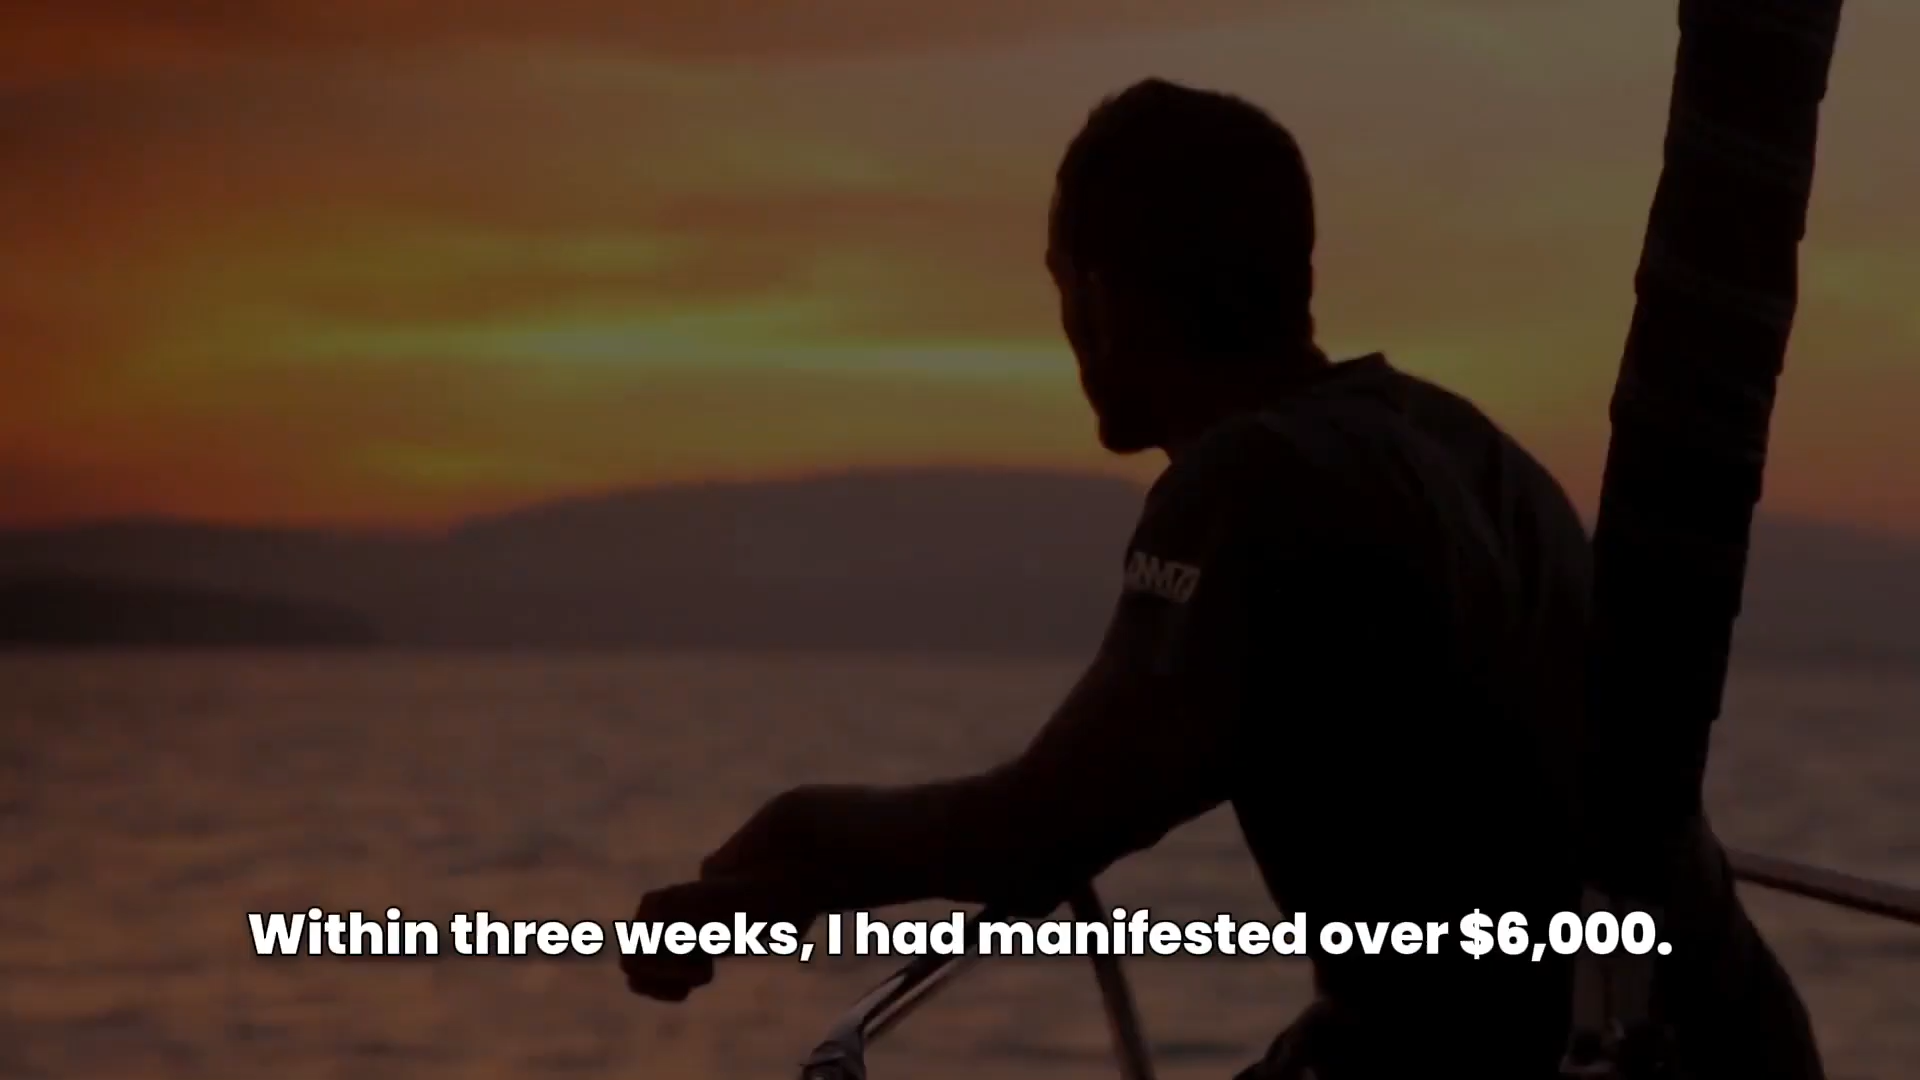 Within three weeks, I had manifested over $6,000.